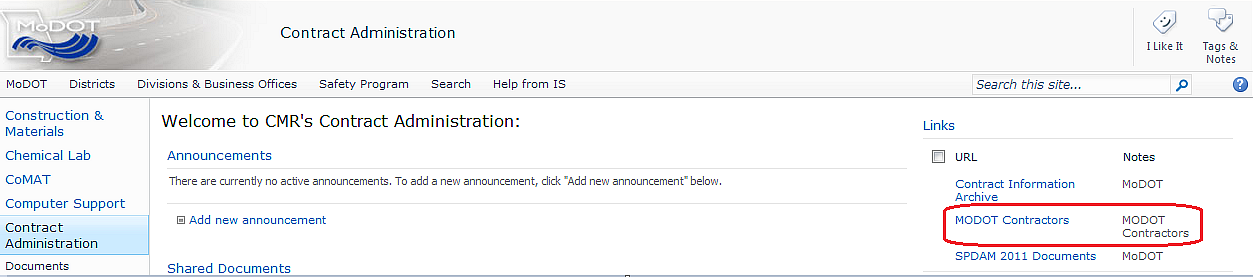 MoDOT
Contract Administration
I Like It
Tags &
Notes
MoDOT Districts Divisions & Business Offices Safety Program Search Help from IS
Search this site...
Construction &
Materials
Chemical Lab
CoMAT
Computer Support
Contract
Administration
Documents
Welcome to CMR's Contract Administration:
Announcements
There are currently no active announcements. To add a new announcement, click "Add new announcement" below.
Add new announcement
Shared Documents
Links
URL Notes
Contract Information MoDOT
Archive
MODOT Contractors MODOT
Contractors
SPDAM 2011 Documents MoDOT